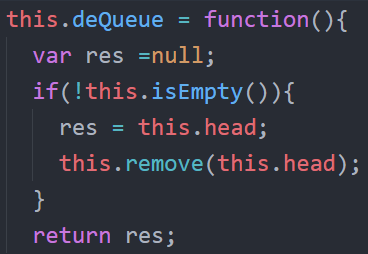 this.deQueue = function(){
  var res =null;
  if(!this.isEmpty()){
    res = this.head;
    this.remove(this.head);
  }
  return res;